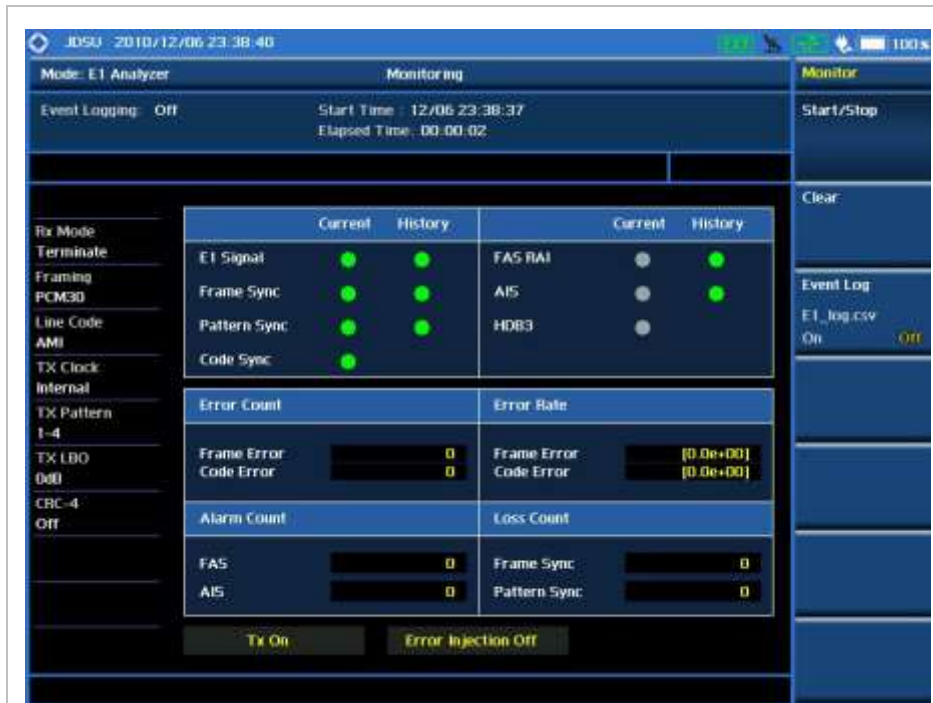 JDSU 2010/12/06 23:38:40
100%
Mode: E1 Analyzer Monitoring
Monitor
Event Logging: Off
Start Time : 12/06 23:38:37
Elapsed Time: 00:00:02
Start/Stop
Clear
Event Log
E1_log.csv
On Off
Rx Mode
Terminate
Framing
PCM30
Line Code
AMI
TX Clock
Internal
TX Pattern
1-4
TX LBO
0dB
CRC-4
Off
Current History
E1 Signal
Frame Sync
Pattern Sync
Code Sync
Current History
FAS RAI
AIS
HDB3
Error Count
Frame Error 0
Code Error 0
Error Rate
Frame Error [0.0e+00]
Code Error [0.0e+00]
Alarm Count
FAS 0
AIS 0
Loss Count
Frame Sync 0
Pattern Sync 0
Tx On
Error Injection Off